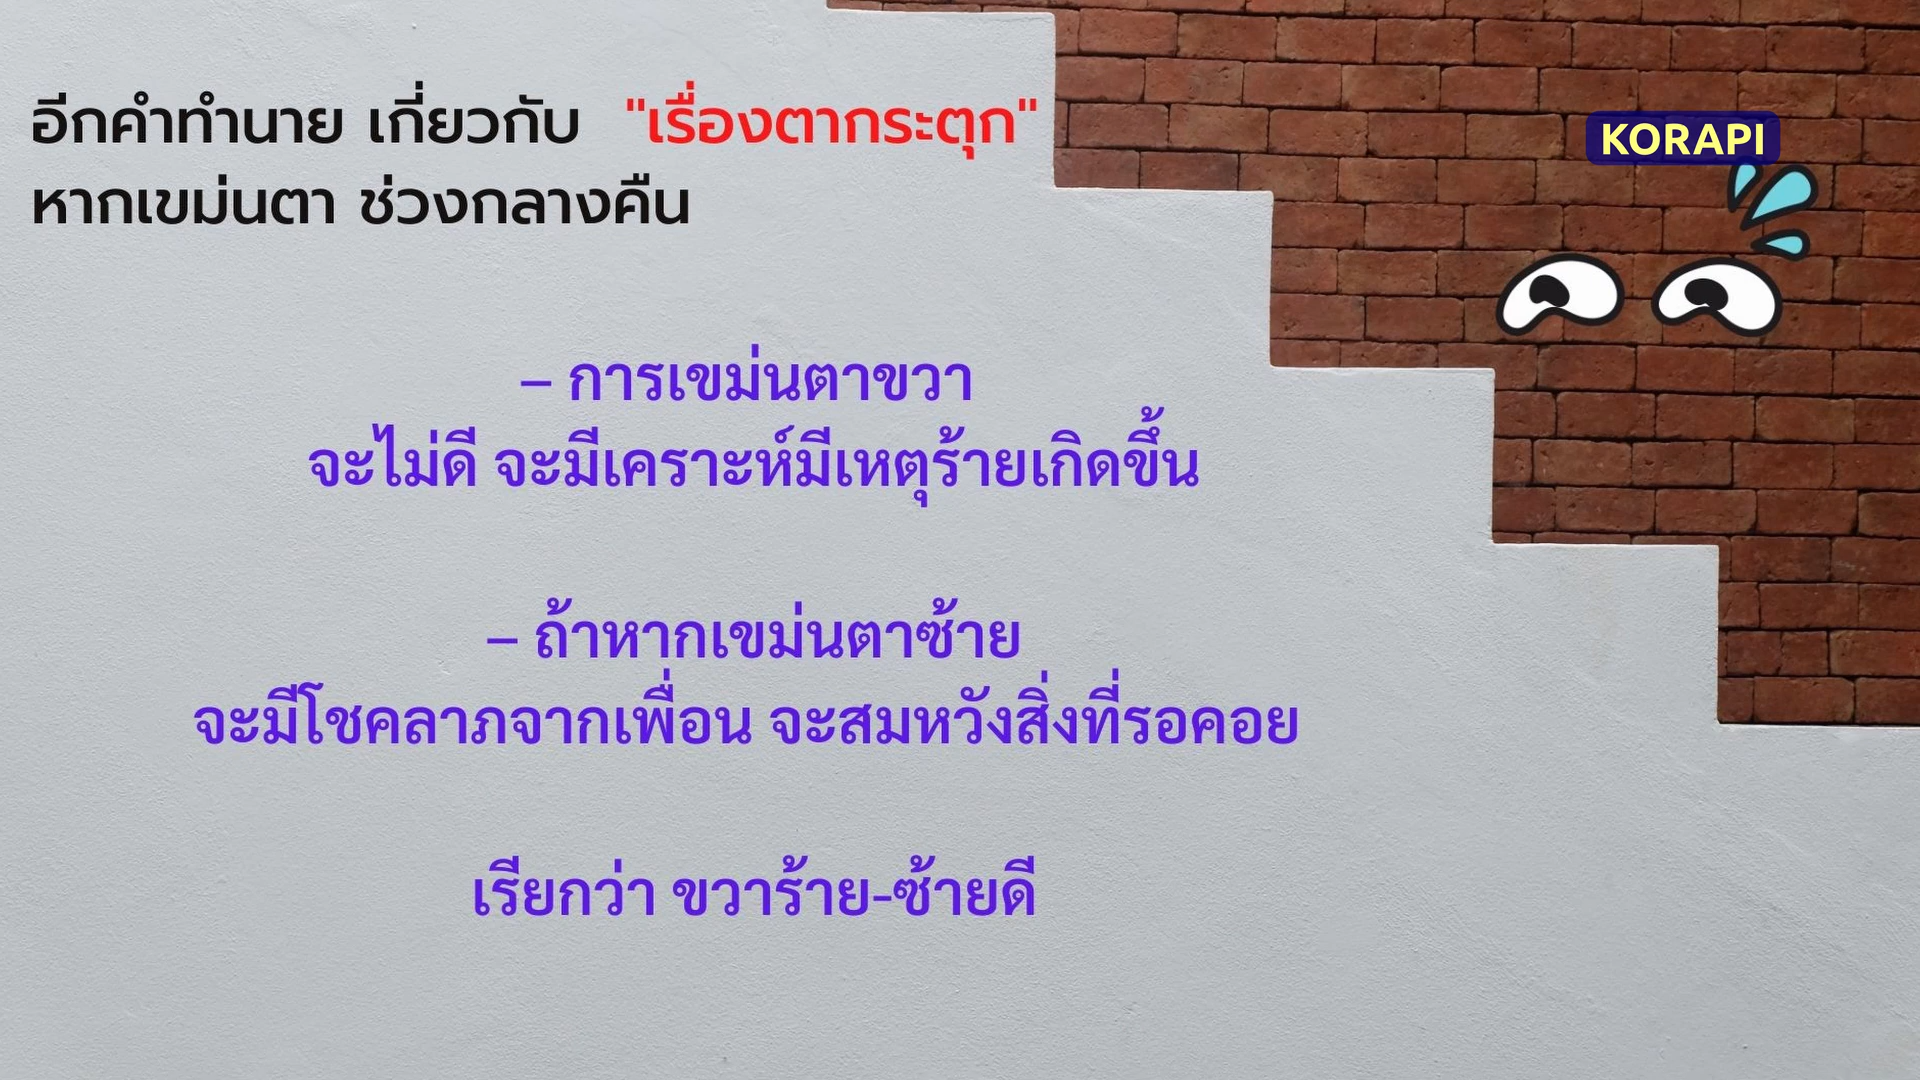 อีกคำทำนาย เกี่ยวกับ "เรื่องตากระตุก"
หากเขม่นตา ช่วงกลางคืน
KORAPI
– การเขม่นตาขวา
จะไม่ดี จะมีเคราะห์มีเหตุร้ายเกิดขึ้น
– ถ้าหากเขม่นตาซ้าย
จะมีโชคลาภจากเพื่อน จะสมหวังสิ่งที่รอคอย
เรียกว่า ขวาร้าย-ซ้ายดี